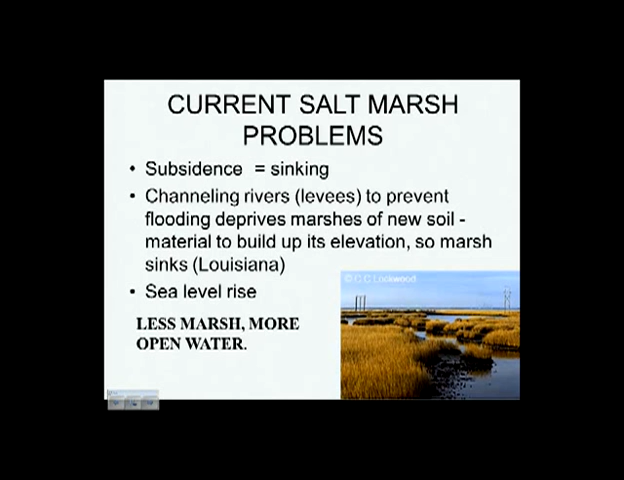 CURRENT SALT MARSH
PROBLEMS
• Subsidence = sinking
• Channeling rivers (levees) to prevent
flooding deprives marshes of new soil -
material to build up its elevation, so marsh
sinks (Louisiana)
• Sea level rise
© C C Lockwood
LESS MARSH, MORE
OPEN WATER.